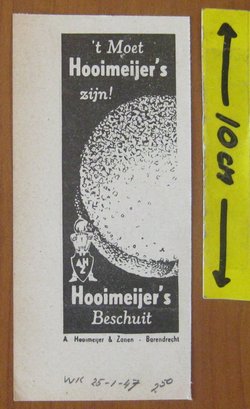 't Moet
Hooimeijer's
zijn!
Hooimeijer's
Beschuit
A. Hooimeijer & Zonen - Barendrecht
WK 25-1-47 250
10cm